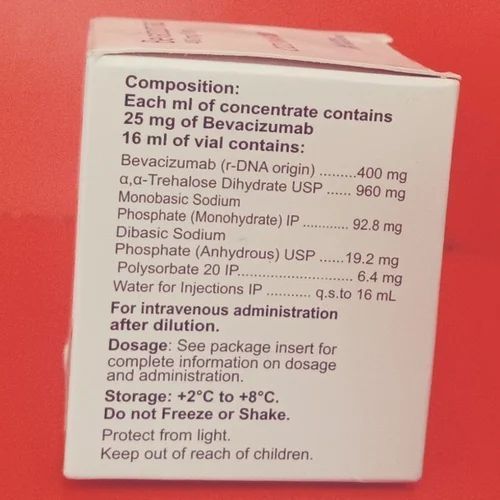 Composition:
Each ml of concentrate contains
25 mg of Bevacizumab
16 ml of vial contains:
Bevacizumab (r-DNA origin) .........400 mg
α,α-Trehalose Dihydrate USP ...... 960 mg
Monobasic Sodium
Phosphate (Monohydrate) IP ............ 92.8 mg
Dibasic Sodium
Phosphate (Anhydrous) USP ......19.2 mg
Polysorbate 20 IP............................ 6.4 mg
Water for Injections IP ........... q.s.to 16 mL
For intravenous administration
after dilution.
Dosage: See package insert for
complete information on dosage
and administration.
Storage: +2°C to +8°C.
Do not Freeze or Shake.
Protect from light.
Keep out of reach of children.